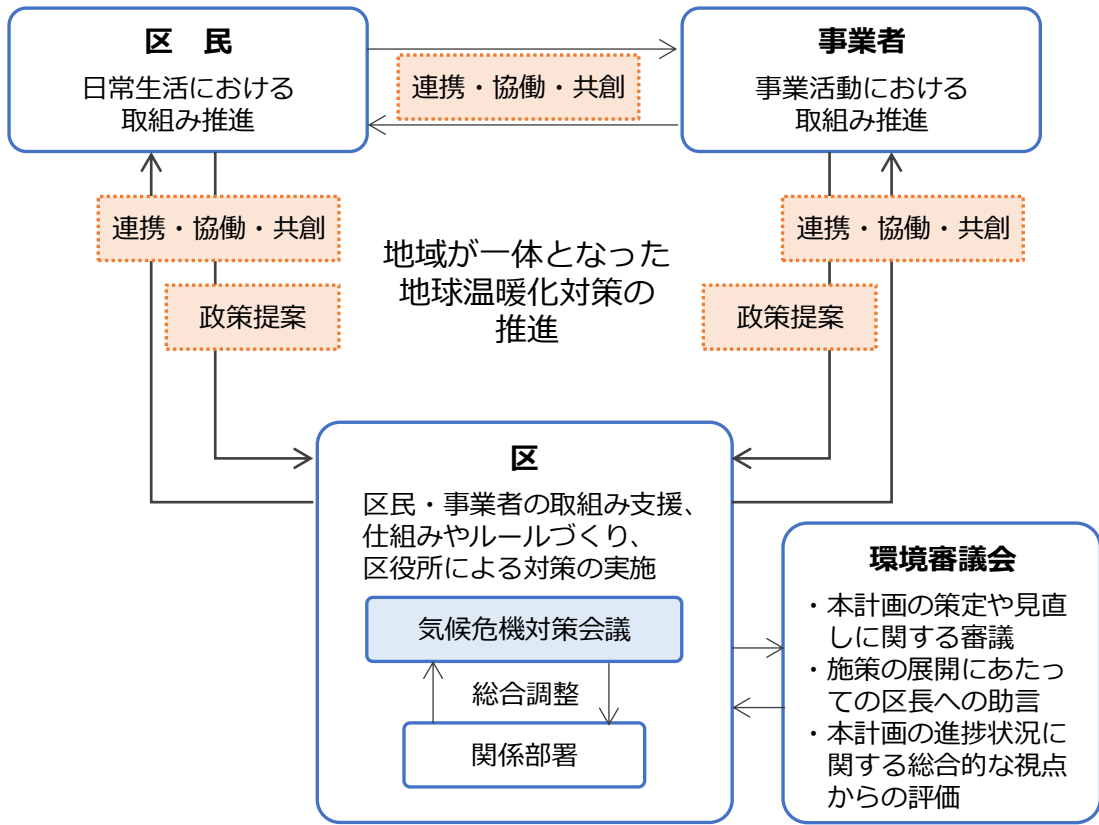 区　民
日常生活における
取組み推進
連携・協働・共創
事業者
事業活動における
取組み推進
連携・協働・共創
政策提案
地域が一体となった
地球温暖化対策の
推進
連携・協働・共創
政策提案
区
区民・事業者の取組み支援、
仕組みやルールづくり、
区役所による対策の実施
気候危機対策会議
総合調整
関係部署
環境審議会
・本計画の策定や見直
しに関する審議
・施策の展開にあたっ
ての区長への助言
・本計画の進捗状況に
関する総合的な視点
からの評価